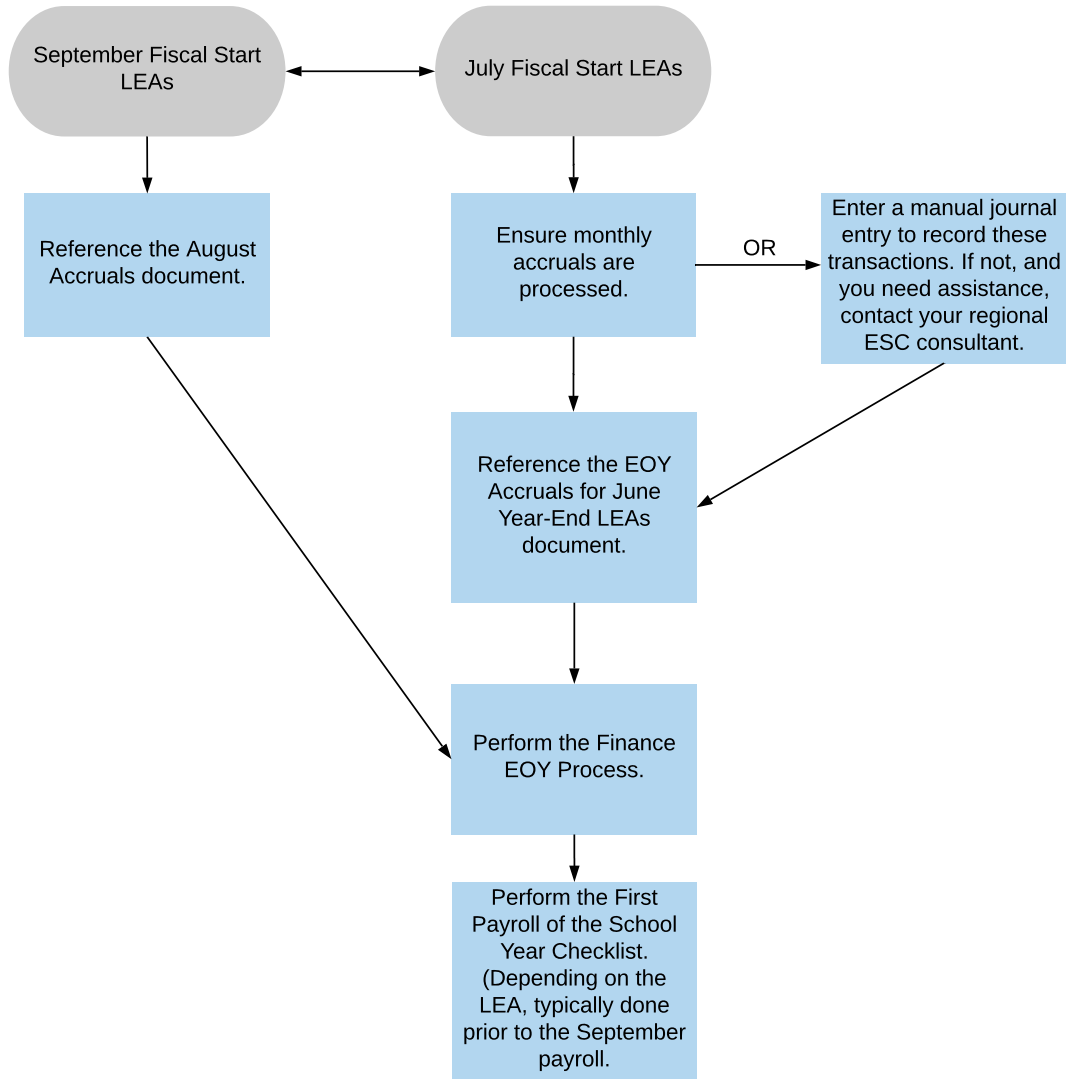 September Fiscal Start
LEAs
July Fiscal Start LEAs
Reference the August
Accruals document.
Ensure monthly
accruals are
processed.
OR
Enter a manual journal
entry to record these
transactions. If not, and
you need assistance,
contact your regional
ESC consultant.
Reference the EOY
Accruals for June
Year-End LEAs
document.
Perform the Finance
EOY Process.
Perform the First
Payroll of the School
Year Checklist.
(Depending on the
LEA, typically done
prior to the September
payroll.